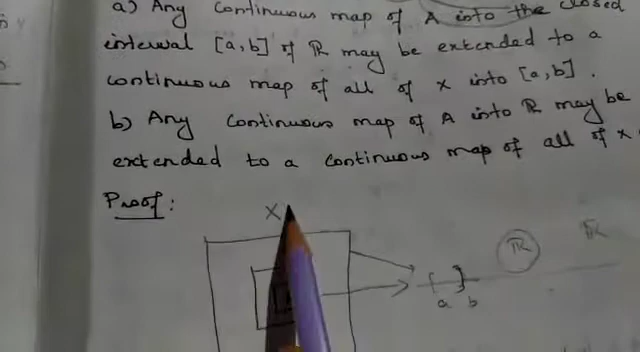 a) Any Continuous map of A into the closed
interval [a,b] of ℝ may be extended to a
continuous map of all of x into [a,b].
b) Any continuous map of A into ℝ may be
extended to a continuous map of all of x
Proof:
X
ℝ ℝ
a b